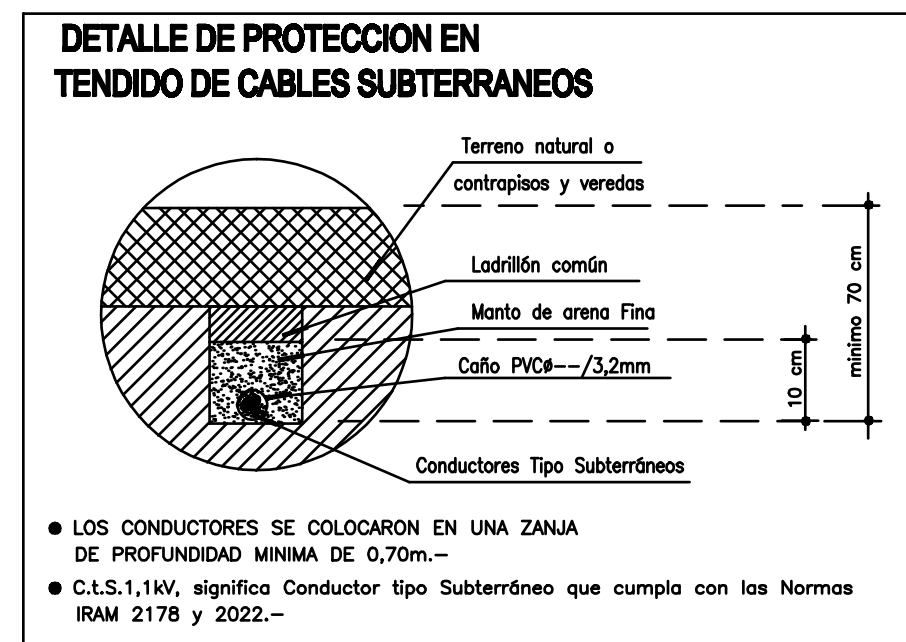 DETALLE DE PROTECCION EN
TENDIDO DE CABLES SUBTERRANEOS
Terreno natural o
contrapisos y veredas
Ladrillón común
Manto de arena Fina
Caño PVCø--/3,2mm
Conductores Tipo Subterráneos
10 cm
minimo 70 cm
● LOS CONDUCTORES SE COLOCARON EN UNA ZANJA
DE PROFUNDIDAD MINIMA DE 0,70m.-
● C.t.S.1,1kV, significa Conductor tipo Subterráneo que cumpla con las Normas
IRAM 2178 y 2022.-